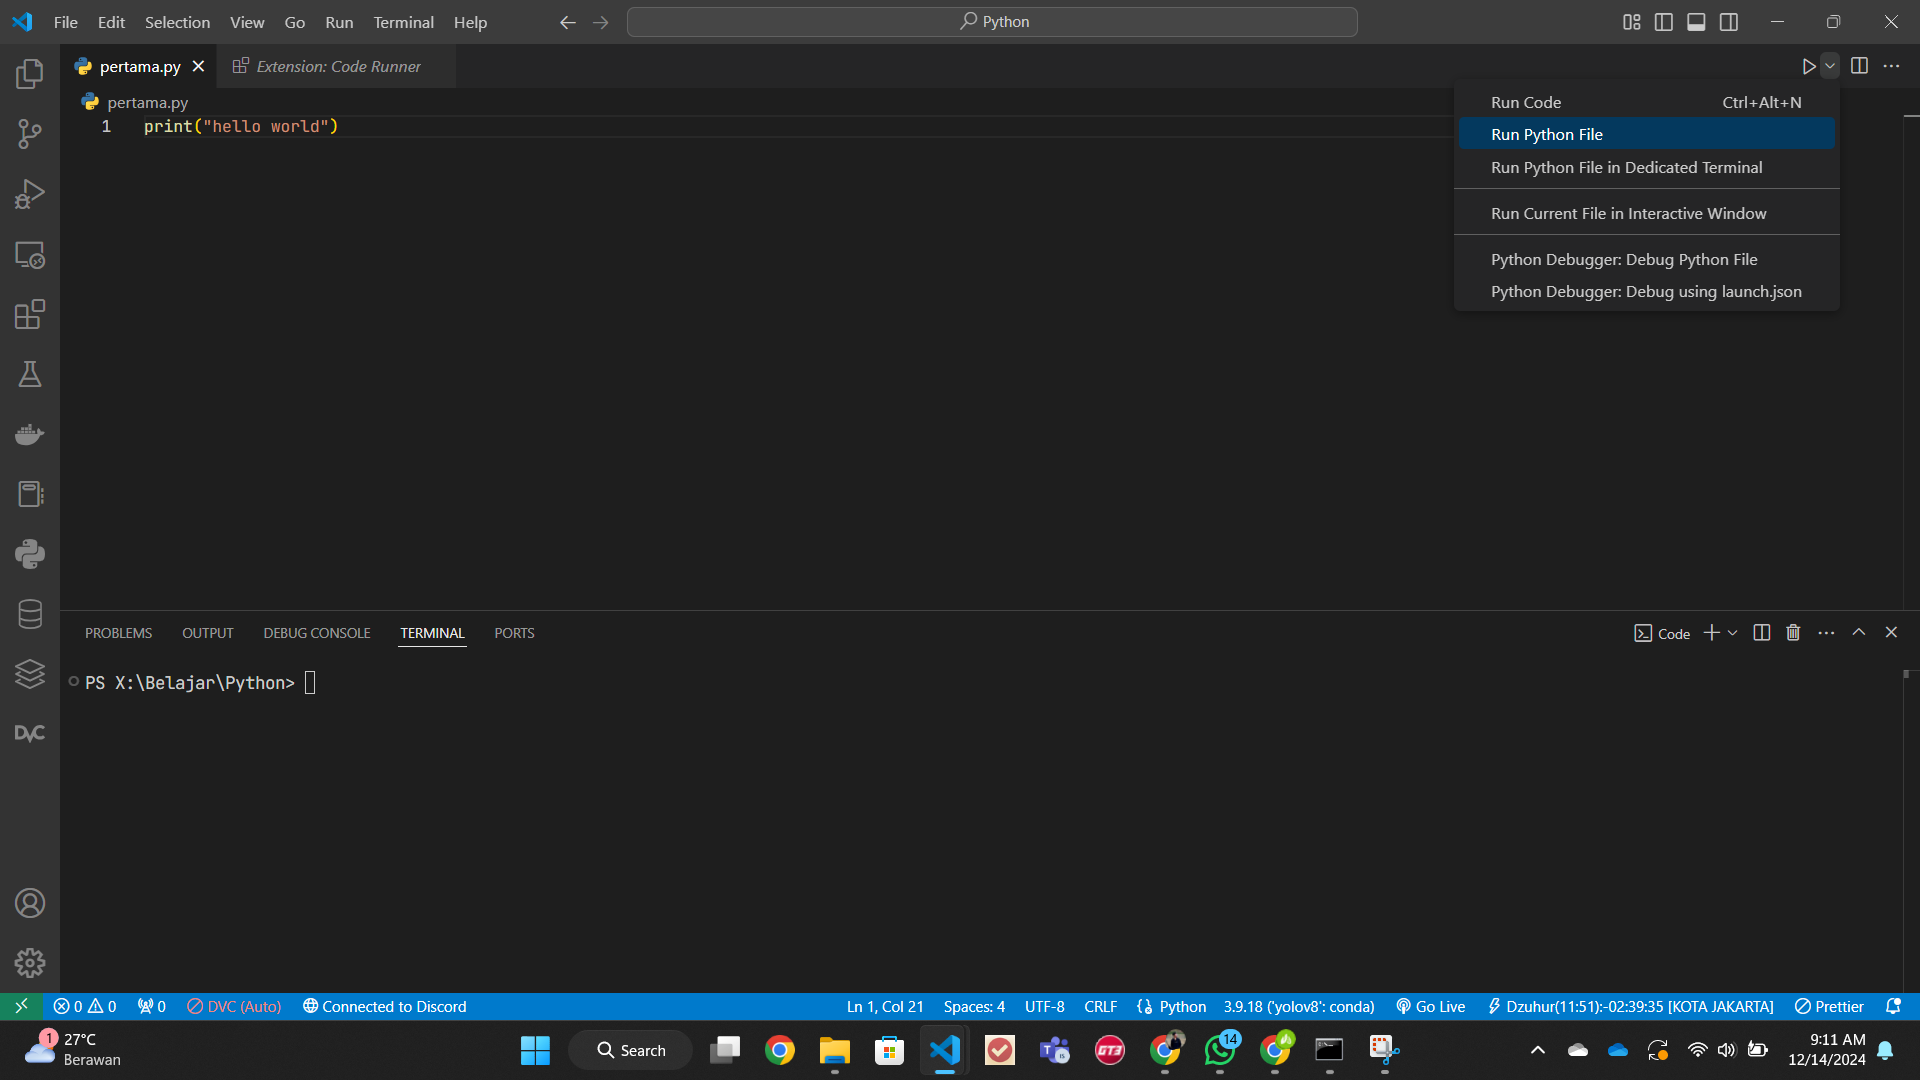 File Edit Selection View Go Run Terminal Help
Python
pertama.py
Extension: Code Runner
pertama.py
1 print("hello world")
Run Code Ctrl+Alt+N
Run Python File
Run Python File in Dedicated Terminal
Run Current File in Interactive Window
Python Debugger: Debug Python File
Python Debugger: Debug using launch.json
DVC
PROBLEMS OUTPUT DEBUG CONSOLE TERMINAL PORTS
Code
PS X:\Belajar\Python>
0 0 0 DVC (Auto) Connected to Discord Ln 1, Col 21 Spaces: 4 UTF-8 CRLF Python 3.9.18 ('yolov8': conda) Go Live Dzuhur(11:51):-02:39:35 [KOTA JAKARTA] Prettier
1
27°C
Berawan
Search
GT3
14
9:11 AM
12/14/2024